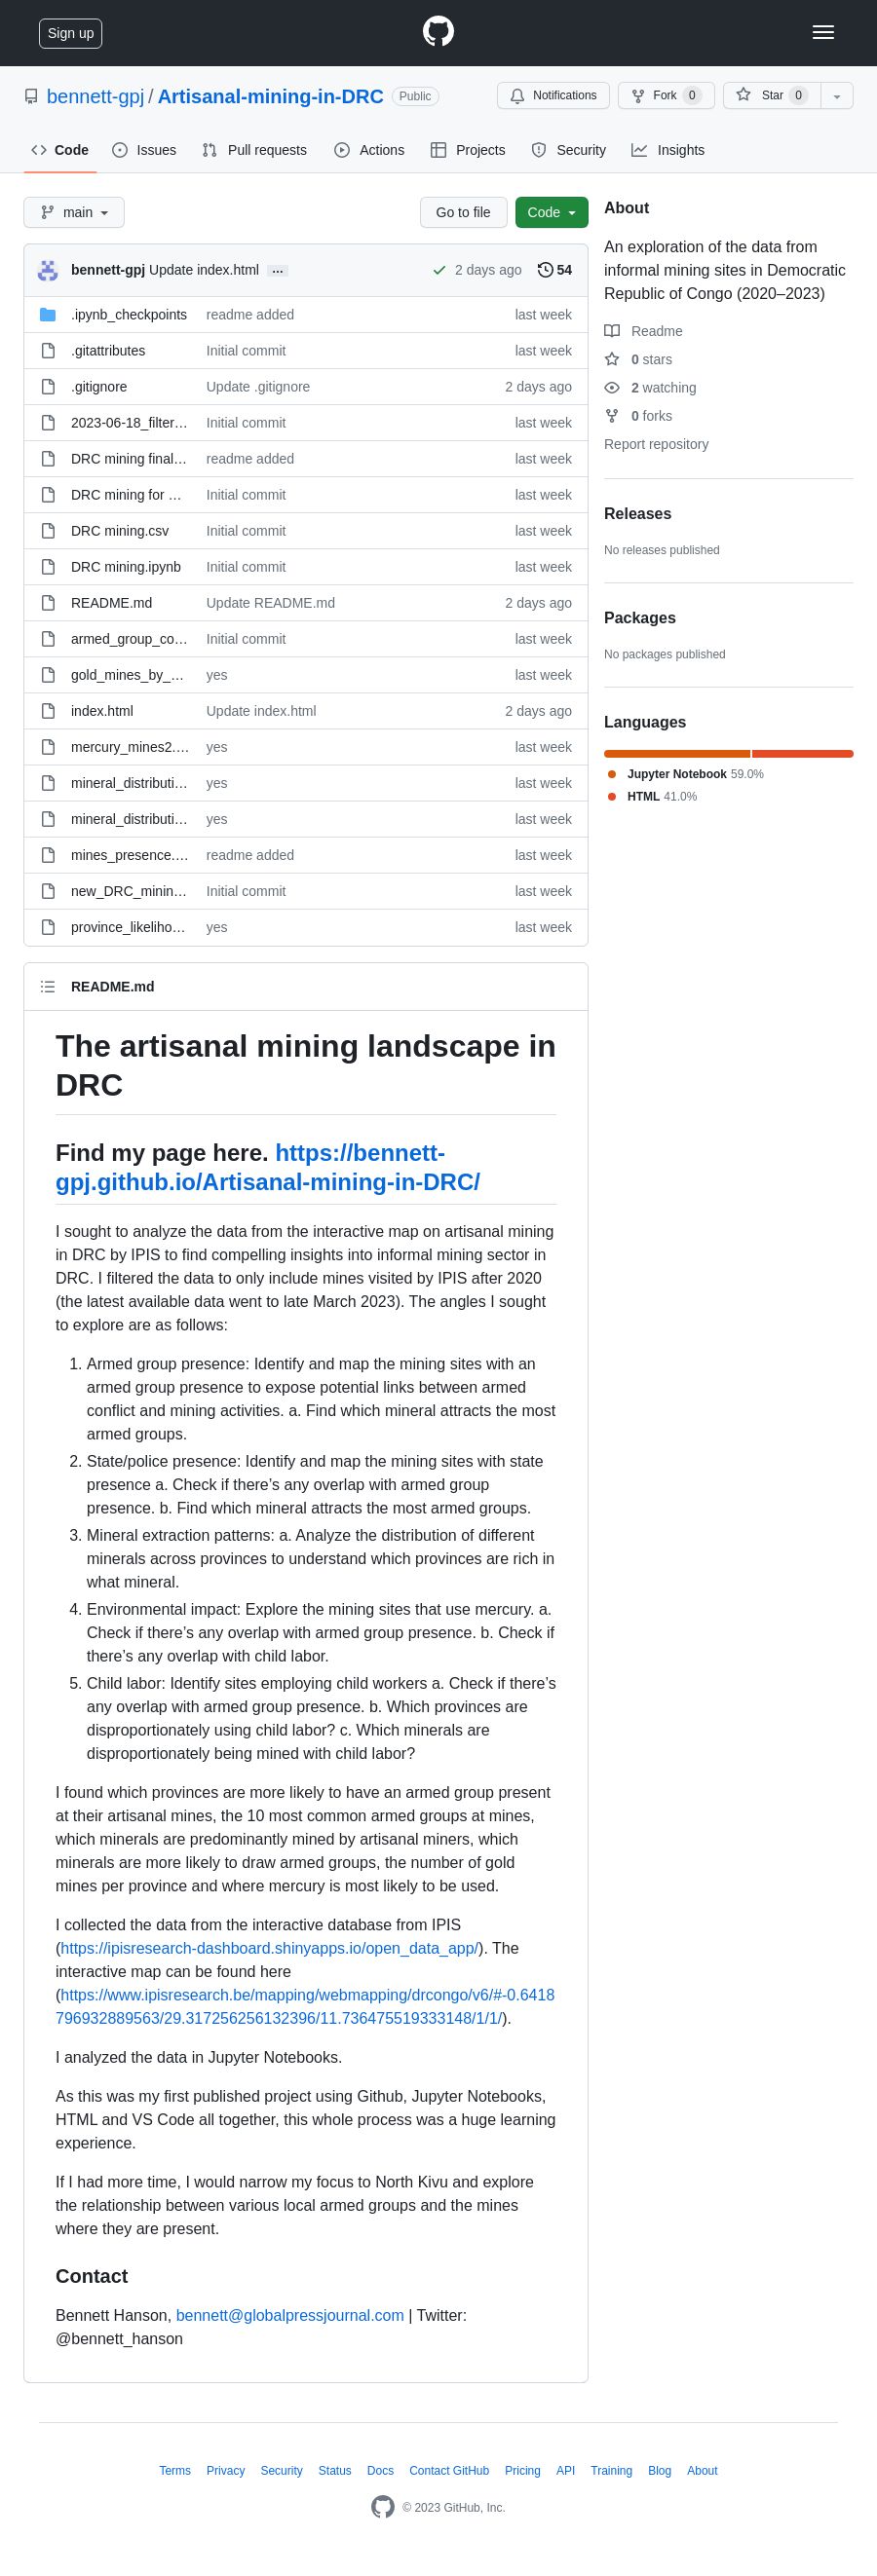 Sign up
bennett-gpj / Artisanal-mining-in-DRC Public
Notifications Fork 0 Star 0
Code Issues Pull requests Actions Projects Security Insights
main Go to file Code
bennett-gpj Update index.html ... 2 days ago 54
.ipynb_checkpoints readme added last week
.gitattributes Initial commit last week
.gitignore Update .gitignore 2 days ago
2023-06-18_filter… Initial commit last week
DRC mining final… readme added last week
DRC mining for … Initial commit last week
DRC mining.csv Initial commit last week
DRC mining.ipynb Initial commit last week
README.md Update README.md 2 days ago
armed_group_co… Initial commit last week
gold_mines_by_… yes last week
index.html Update index.html 2 days ago
mercury_mines2.… yes last week
mineral_distributi… yes last week
mineral_distributi… yes last week
mines_presence.… readme added last week
new_DRC_minin… Initial commit last week
province_likeliho… yes last week
About
An exploration of the data from
informal mining sites in Democratic
Republic of Congo (2020–2023)
Readme
0 stars
2 watching
0 forks
Report repository
Releases
No releases published
Packages
No packages published
Languages
Jupyter Notebook 59.0%
HTML 41.0%
README.md
The artisanal mining landscape in
DRC
Find my page here. https://bennett-
gpj.github.io/Artisanal-mining-in-DRC/
I sought to analyze the data from the interactive map on artisanal mining
in DRC by IPIS to find compelling insights into informal mining sector in
DRC. I filtered the data to only include mines visited by IPIS after 2020
(the latest available data went to late March 2023). The angles I sought
to explore are as follows:
1. Armed group presence: Identify and map the mining sites with an
armed group presence to expose potential links between armed
conflict and mining activities. a. Find which mineral attracts the most
armed groups.
2. State/police presence: Identify and map the mining sites with state
presence a. Check if there’s any overlap with armed group
presence. b. Find which mineral attracts the most armed groups.
3. Mineral extraction patterns: a. Analyze the distribution of different
minerals across provinces to understand which provinces are rich in
what mineral.
4. Environmental impact: Explore the mining sites that use mercury. a.
Check if there’s any overlap with armed group presence. b. Check if
there’s any overlap with child labor.
5. Child labor: Identify sites employing child workers a. Check if there’s
any overlap with armed group presence. b. Which provinces are
disproportionately using child labor? c. Which minerals are
disproportionately being mined with child labor?
I found which provinces are more likely to have an armed group present
at their artisanal mines, the 10 most common armed groups at mines,
which minerals are predominantly mined by artisanal miners, which
minerals are more likely to draw armed groups, the number of gold
mines per province and where mercury is most likely to be used.
I collected the data from the interactive database from IPIS
(https://ipisresearch-dashboard.shinyapps.io/open_data_app/). The
interactive map can be found here
(https://www.ipisresearch.be/mapping/webmapping/drcongo/v6/#-0.6418
796932889563/29.317256256132396/11.736475519333148/1/1/).
I analyzed the data in Jupyter Notebooks.
As this was my first published project using Github, Jupyter Notebooks,
HTML and VS Code all together, this whole process was a huge learning
experience.
If I had more time, I would narrow my focus to North Kivu and explore
the relationship between various local armed groups and the mines
where they are present.
Contact
Bennett Hanson, bennett@globalpressjournal.com | Twitter:
@bennett_hanson
Terms Privacy Security Status Docs Contact GitHub Pricing API Training Blog About
© 2023 GitHub, Inc.